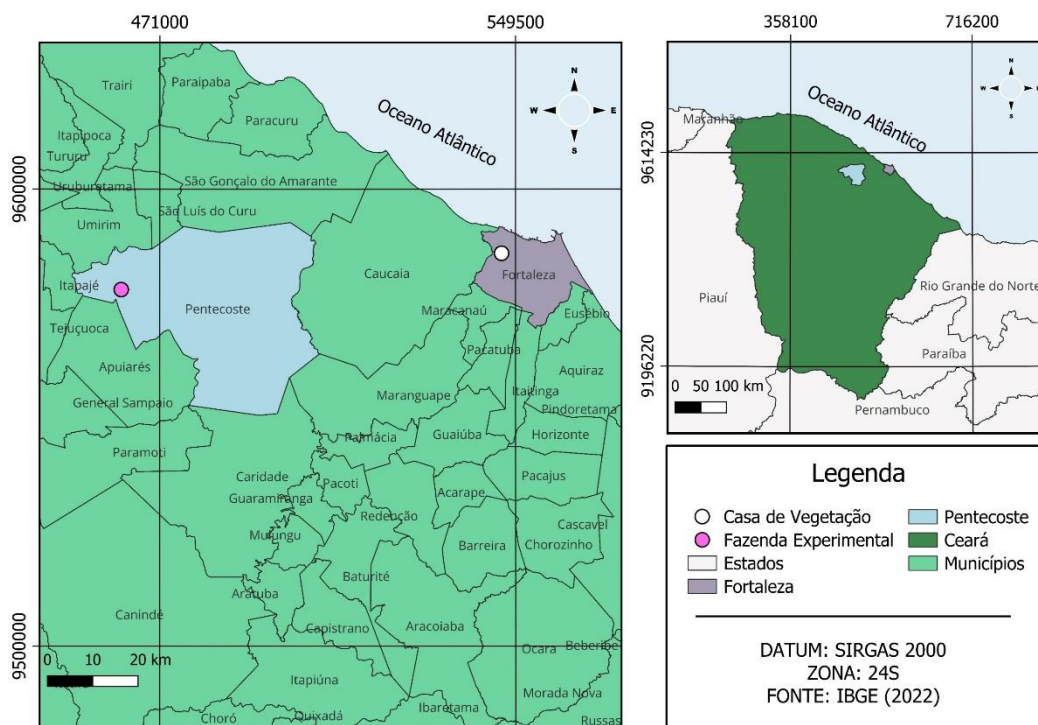 471000
549500
9600000
9500000
Trairi
Paraipaba
Paracuru
Oceano Atlântico
N
W
E
S
Itapipoca
Tururu
Uruburetama
São Gonçalo do Amarante
São Luís do Curu
Umirim
Itapajé
Caucaia
Fortaleza
Pentecoste
Maracanaú
Eusébio
Tejuçuoca
Pacatuba
Apuiarés
Itaitinga
Aquiraz
General Sampaio
Maranguape
Pindoretama
Palmácia
Guaiúba
Horizonte
Paramoti
Caridade
Pacoti
Pacajus
Guaramiranga
Acarape
Redenção
Cascavel
Mulungu
Barreira
Chorozinho
Baturité
Aratuba
Canindé
Capistrano
Aracoiaba
Beberibe
Ocara
0 10 20 km
Itapiúna
Morada Nova
Ibaretama
Choró
Quixadá
Russas
358100
716200
9614230
9196220
Maranhão
Oceano Atlântico
N
W
E
S
Piauí
Rio Grande do Norte
Paraíba
Pernambuco
0 50 100 km
Legenda
Casa de Vegetação
Fazenda Experimental
Estados
Fortaleza
Pentecoste
Ceará
Municípios
DATUM: SIRGAS 2000
ZONA: 24S
FONTE: IBGE (2022)